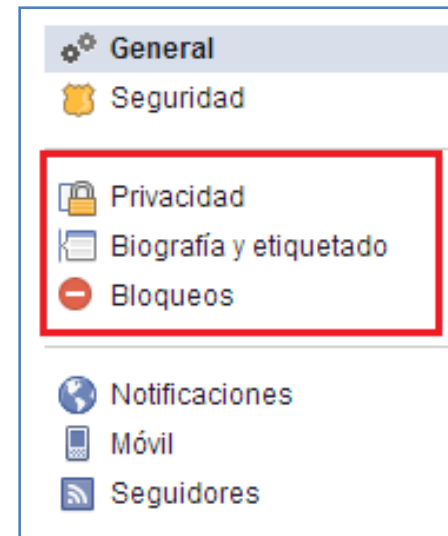 General
Seguridad
Privacidad
Biografía y etiquetado
Bloqueos
Notificaciones
Móvil
Seguidores